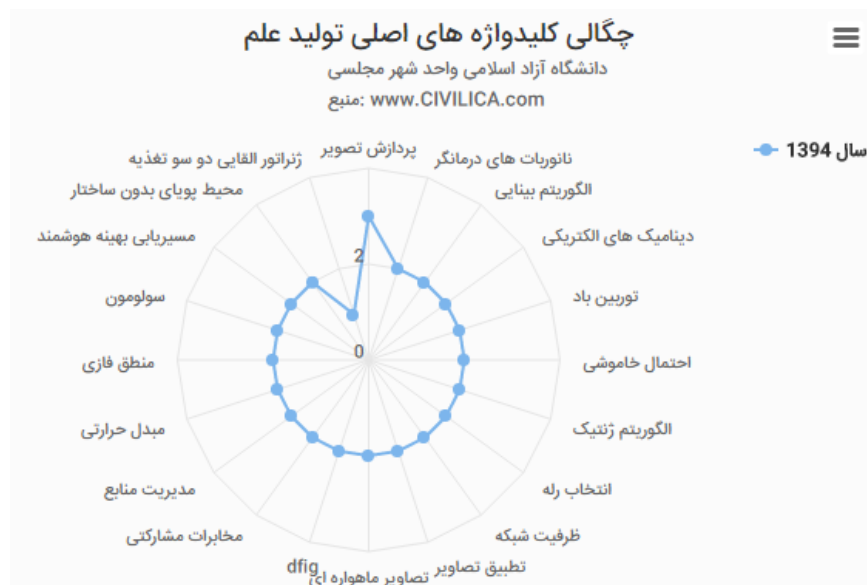 چگالی کلیدواژه های اصلی تولید علم
دانشگاه آزاد اسلامی واحد شهر مجلسی
منبع: www.CIVILICA.com
سال 1394
پردازش تصویر
نانوربات های درمانگر
الگوریتم بینایی
دینامیک های الکتریکی
توربین باد
احتمال خاموشی
الگوریتم ژنتیک
انتخاب رله
ظرفیت شبکه
تطبیق تصاویر
تصاویر ماهواره ای
dfig
مخابرات مشارکتی
مدیریت منابع
مبدل حرارتی
منطق فازی
سولومون
مسیریابی بهینه هوشمند
محیط پویای بدون ساختار
ژنراتور القایی دو سو تغذیه
2
0